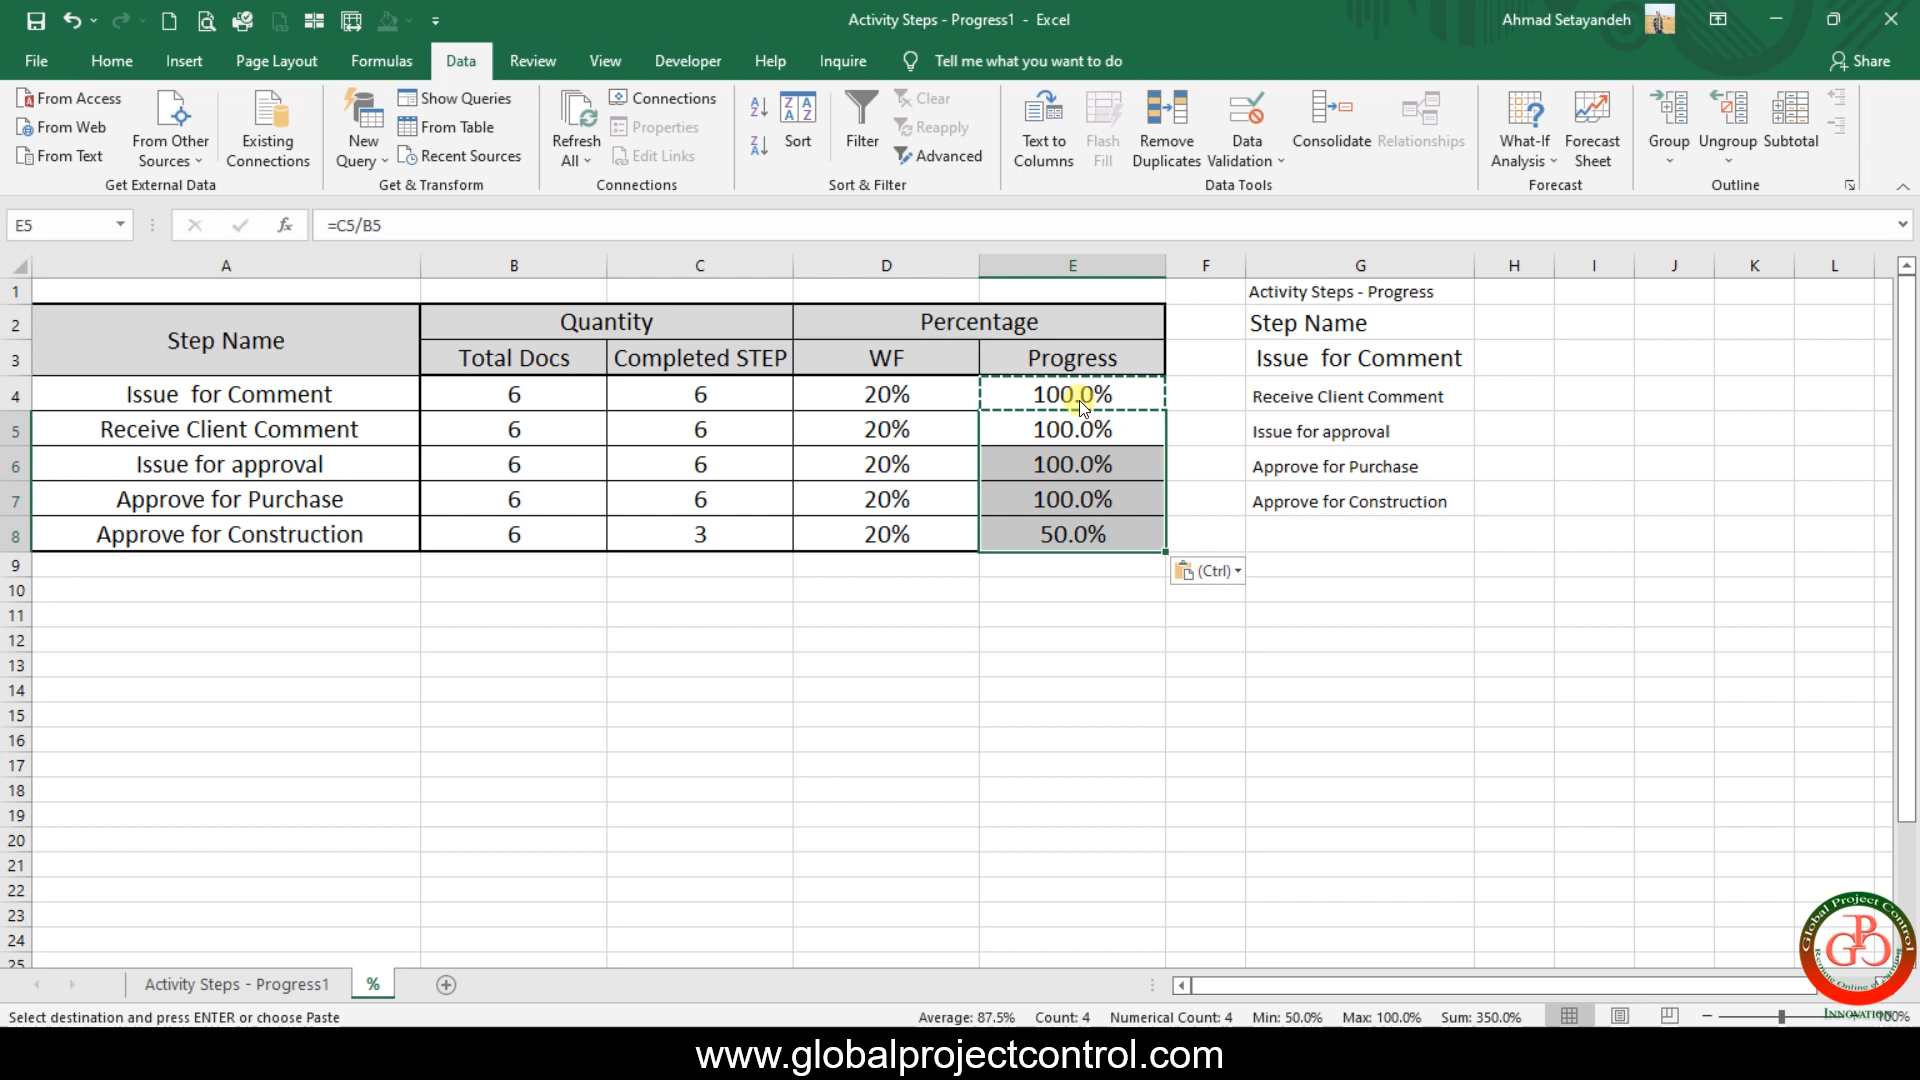 Activity Steps - Progress1 - Excel
Ahmad Setayandeh
File Home Insert Page Layout Formulas Data Review View Developer Help Inquire Tell me what you want to do Share
From Access
From Web
From Text
From Other Sources
Existing Connections
Get External Data
New Query
Show Queries
From Table
Recent Sources
Get & Transform
Refresh All
Connections
Properties
Edit Links
Connections
Sort
Filter
Clear
Reapply
Advanced
Sort & Filter
Text to Columns
Flash Fill
Remove Duplicates
Data Validation
Consolidate
Relationships
Data Tools
What-If Analysis
Forecast Sheet
Forecast
Group
Ungroup
Subtotal
Outline
E5 fx =C5/B5
A B C D E F G H I J K L
1 Activity Steps - Progress
2 Step Name Quantity Percentage Step Name
3 Total Docs Completed STEP WF Progress Issue for Comment
4 Issue for Comment 6 6 20% 100.0% Receive Client Comment
5 Receive Client Comment 6 6 20% 100.0% Issue for approval
6 Issue for approval 6 6 20% 100.0% Approve for Purchase
7 Approve for Purchase 6 6 20% 100.0% Approve for Construction
8 Approve for Construction 6 3 20% 50.0%
9
(Ctrl)
10
11
12
13
14
15
16
17
18
19
20
21
22
23
24
25
Activity Steps - Progress1 %
Select destination and press ENTER or choose Paste Average: 87.5% Count: 4 Numerical Count: 4 Min: 50.0% Max: 100.0% Sum: 350.0% 100%
Global Project Control
GPC
INNOVATION
www.globalprojectcontrol.com